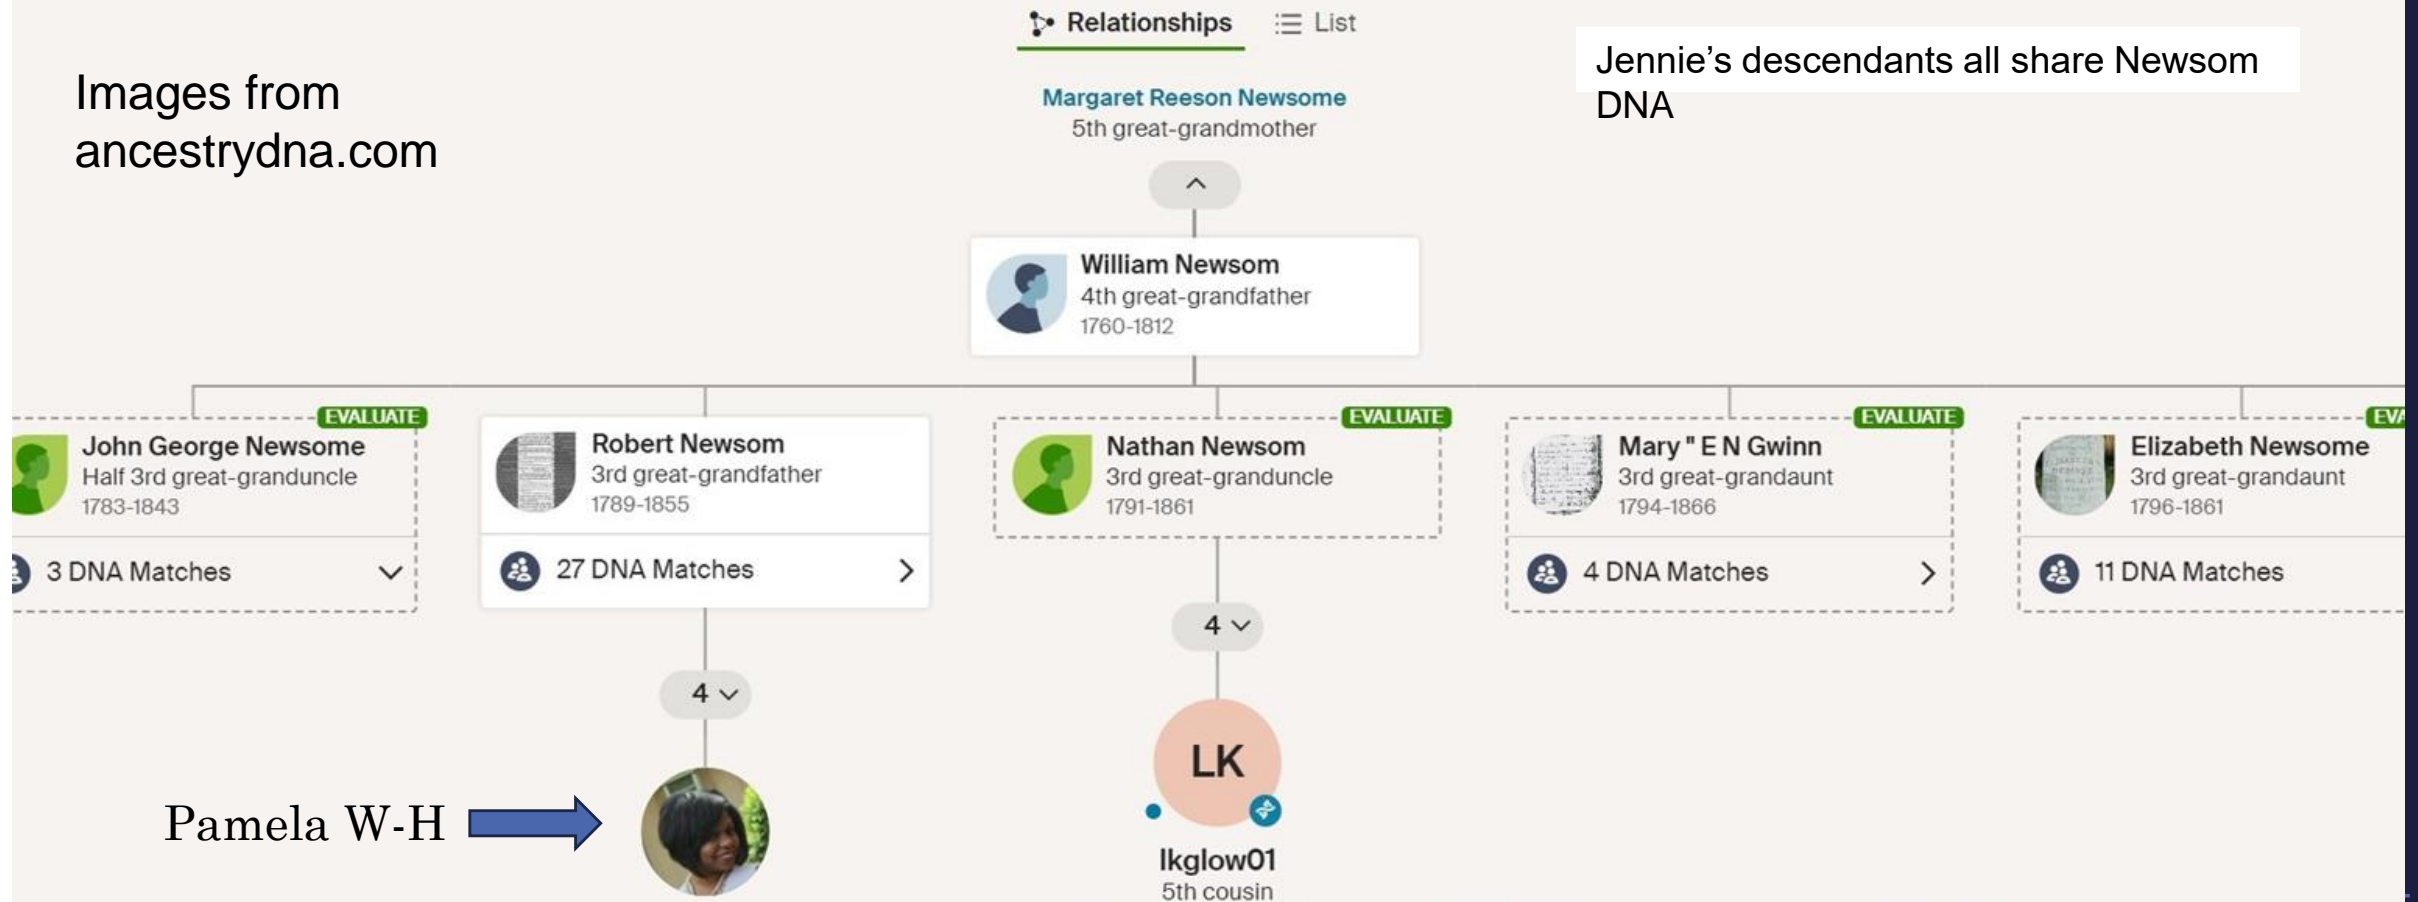 Relationships
List
Images from
ancestrydna.com
Jennie's descendants all share Newsom
DNA
Margaret Reeson Newsome
5th great-grandmother
William Newsom
4th great-grandfather
1760-1812
EVALUATE
John George Newsome
Half 3rd great-granduncle
1783-1843
3 DNA Matches
Robert Newsom
3rd great-grandfather
1789-1855
27 DNA Matches
4
EVALUATE
Nathan Newsom
3rd great-granduncle
1791-1861
4
EVALUATE
Mary " E N Gwinn
3rd great-grandaunt
1794-1866
4 DNA Matches
EVA
Elizabeth Newsome
3rd great-grandaunt
1796-1861
11 DNA Matches
Pamela W-H
LK
lkglow01
5th cousin